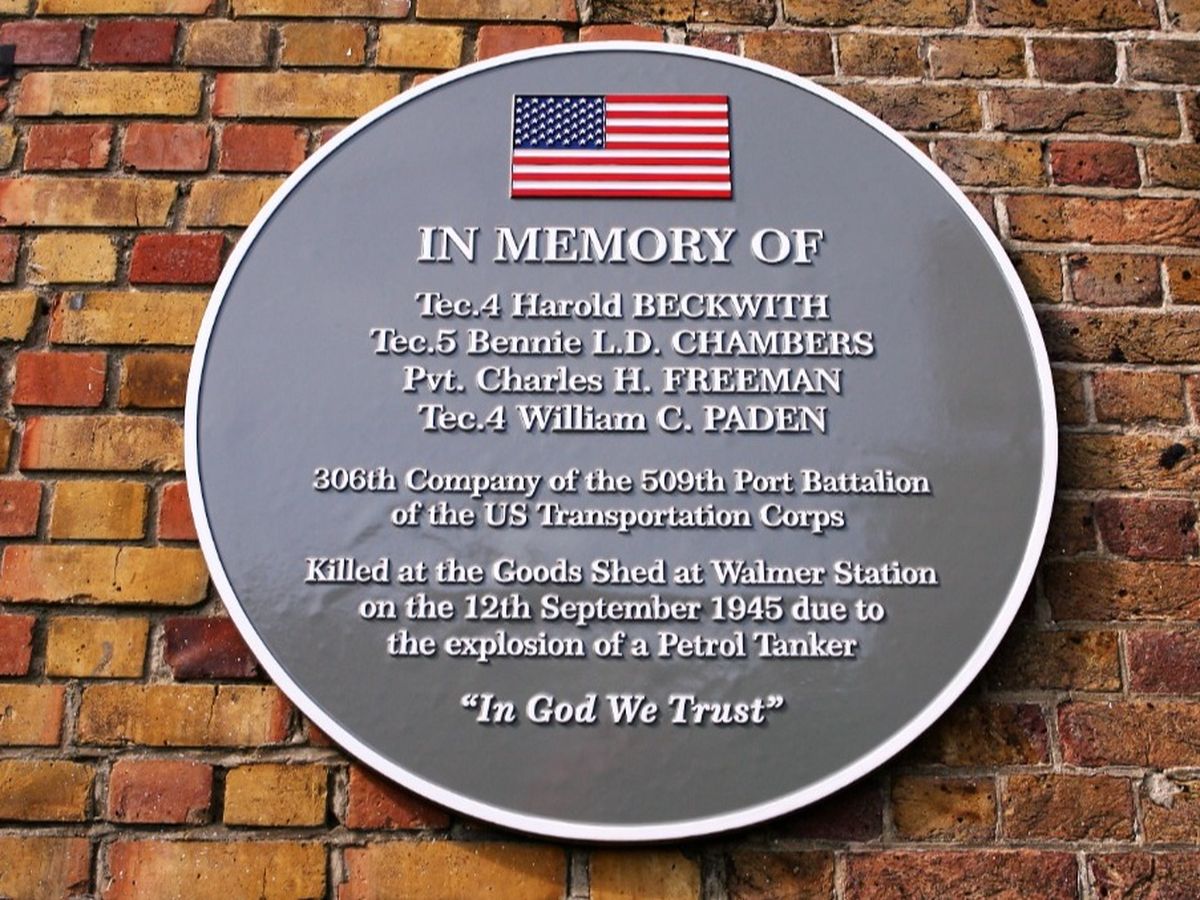 IN MEMORY OF
Tec.4 Harold BECKWITH
Tec.5 Bennie L.D. CHAMBERS
Pvt. Charles H. FREEMAN
Tec.4 William C. PADEN
306th Company of the 509th Port Battalion
of the US Transportation Corps
Killed at the Goods Shed at Walmer Station
on the 12th September 1945 due to
the explosion of a Petrol Tanker
“In God We Trust”